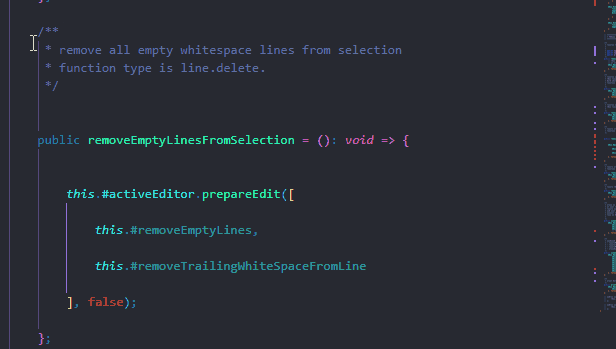 };
/**
* remove all empty whitespace lines from selection
* function type is line.delete.
*/
public removeEmptyLinesFromSelection = (): void => {
this.#activeEditor.prepareEdit([
this.#removeEmptyLines,
this.#removeTrailingWhiteSpaceFromLine
], false);
};